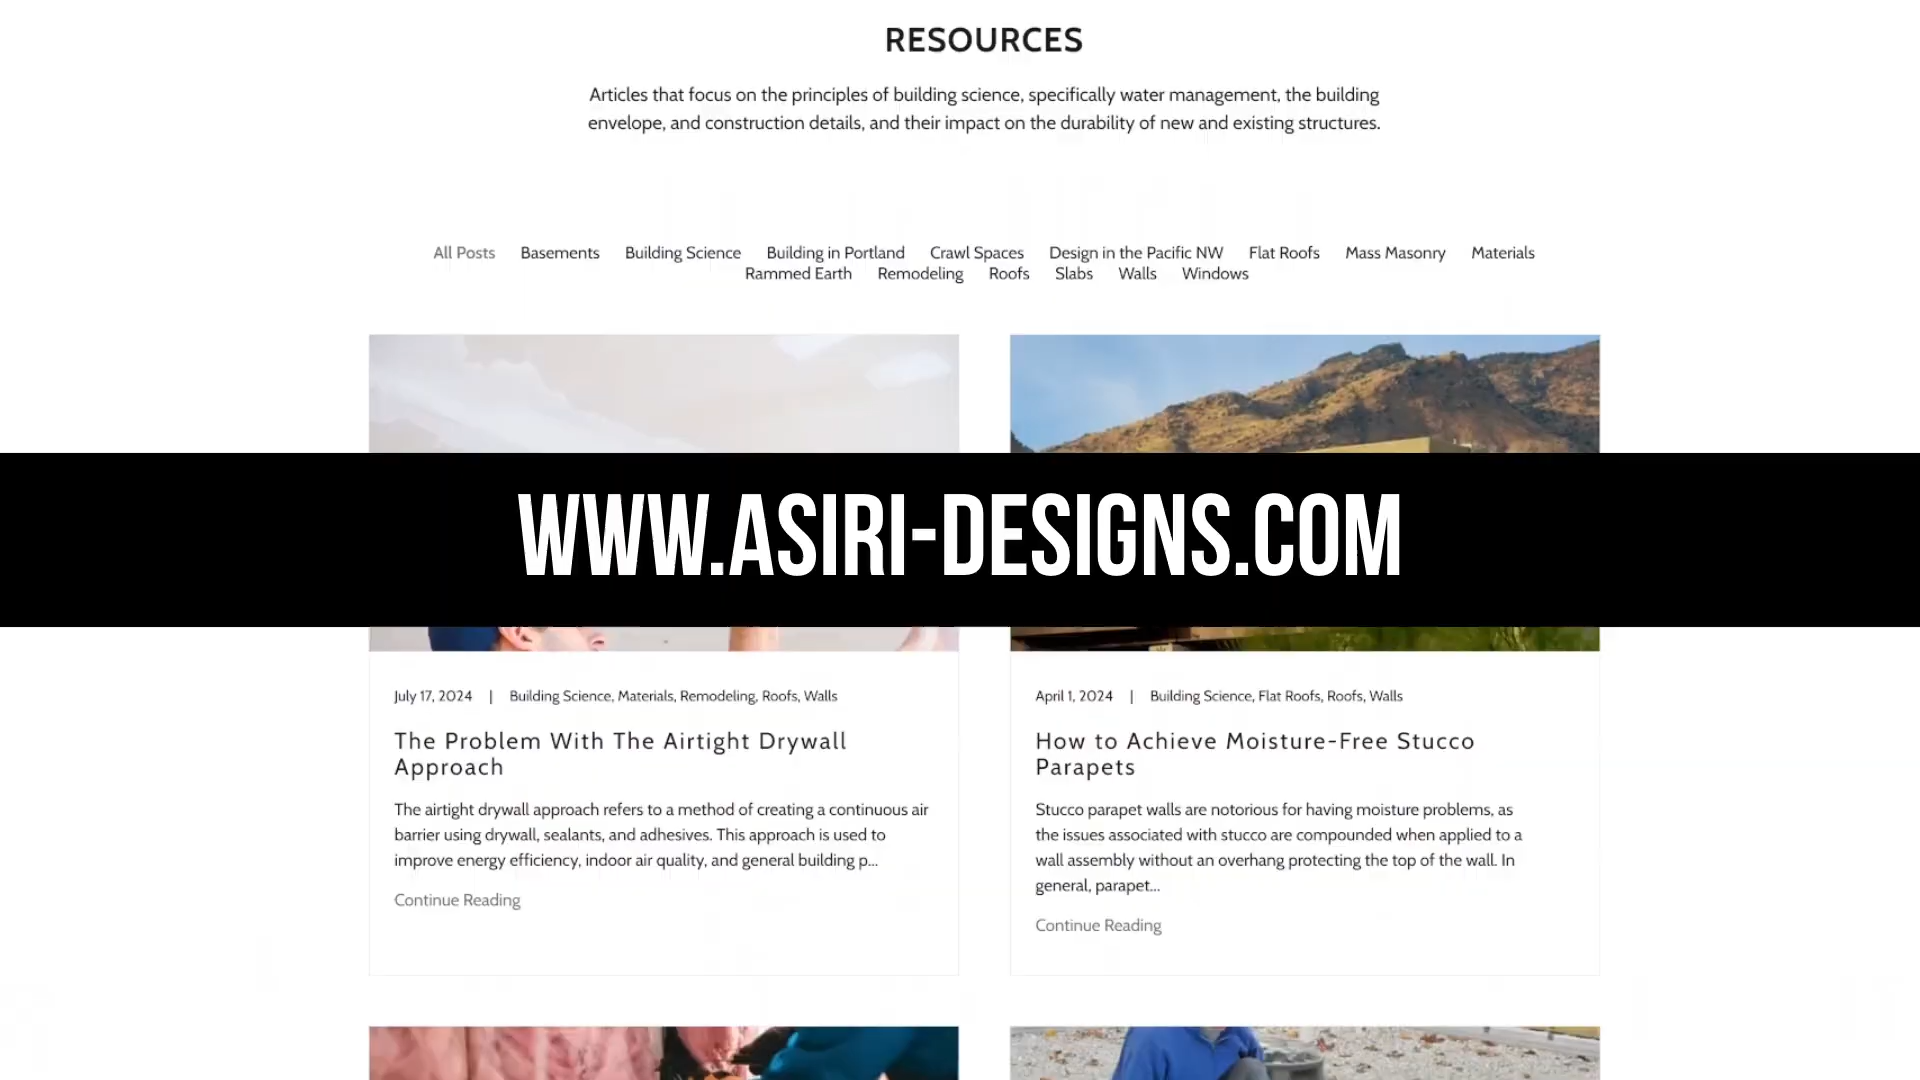 RESOURCES
Articles that focus on the principles of building science, specifically water management, the building
envelope, and construction details, and their impact on the durability of new and existing structures.
All Posts Basements Building Science Building in Portland Crawl Spaces Design in the Pacific NW Flat Roofs Mass Masonry Materials
Rammed Earth Remodeling Roofs Slabs Walls Windows
WWW.ASIRI-DESIGNS.COM
July 17, 2024 | Building Science, Materials, Remodeling, Roofs, Walls
The Problem With The Airtight Drywall
Approach
The airtight drywall approach refers to a method of creating a continuous air
barrier using drywall, sealants, and adhesives. This approach is used to
improve energy efficiency, indoor air quality, and general building p...
Continue Reading
April 1, 2024 | Building Science, Flat Roofs, Roofs, Walls
How to Achieve Moisture-Free Stucco
Parapets
Stucco parapet walls are notorious for having moisture problems, as
the issues associated with stucco are compounded when applied to a
wall assembly without an overhang protecting the top of the wall. In
general, parapet...
Continue Reading